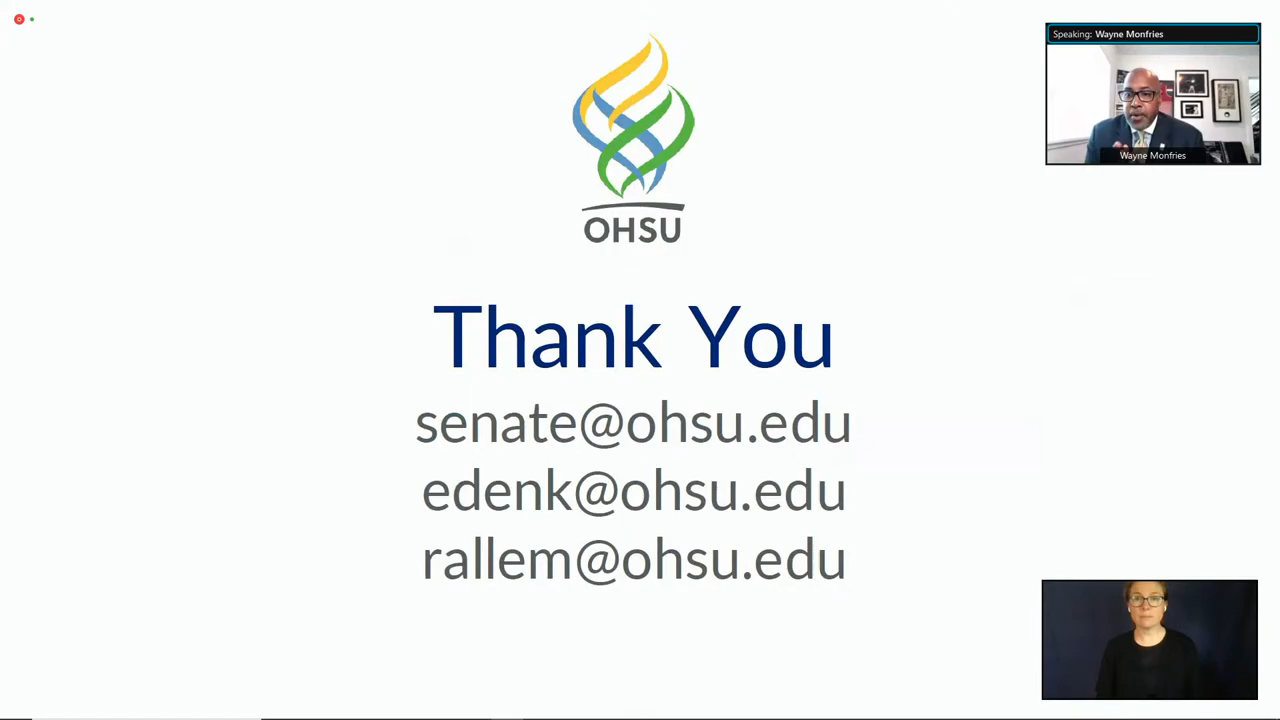 Speaking: Wayne Monfries
Wayne Monfries
OHSU
Thank You
senate@ohsu.edu
edenk@ohsu.edu
rallem@ohsu.edu